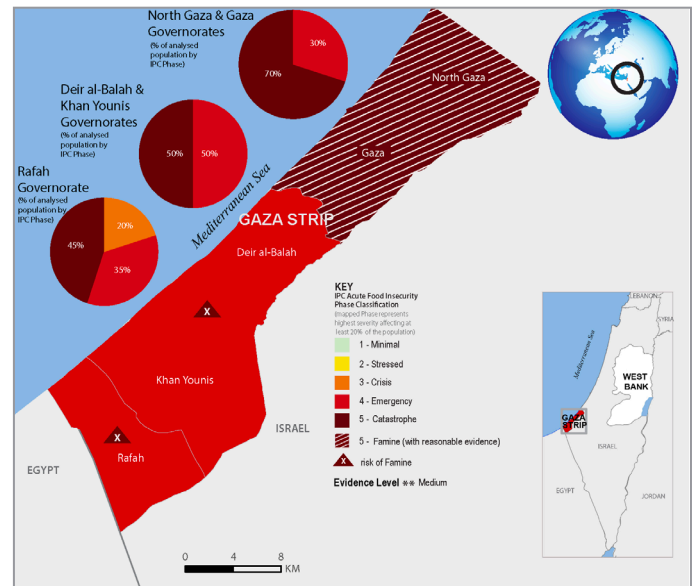 North Gaza & Gaza
Governorates
(% of analysed
population by
IPC Phase)
30%
70%
Deir al-Balah &
Khan Younis
Governorates
(% of analysed
population by
IPC Phase)
50%
50%
Rafah
Governorate
(% of analysed
population by
IPC Phase)
45%
20%
35%
North Gaza
Gaza
Mediterranean Sea
GAZA STRIP
Deir al-Balah
X
Khan Younis
X
Rafah
ISRAEL
EGYPT
KEY
IPC Acute Food Insecurity
Phase Classification
(mapped Phase represents
highest severity affecting at
least 20% of the population)
1 - Minimal
2 - Stressed
3 - Crisis
4 - Emergency
5 - Catastrophe
5 - Famine (with reasonable evidence)
X risk of Famine
Evidence Level ** Medium
0 4 8
KM
LEBANON
SYRIA
Mediterranean Sea
WEST
BANK
GAZA
STRIP
ISRAEL
EGYPT
JORDAN